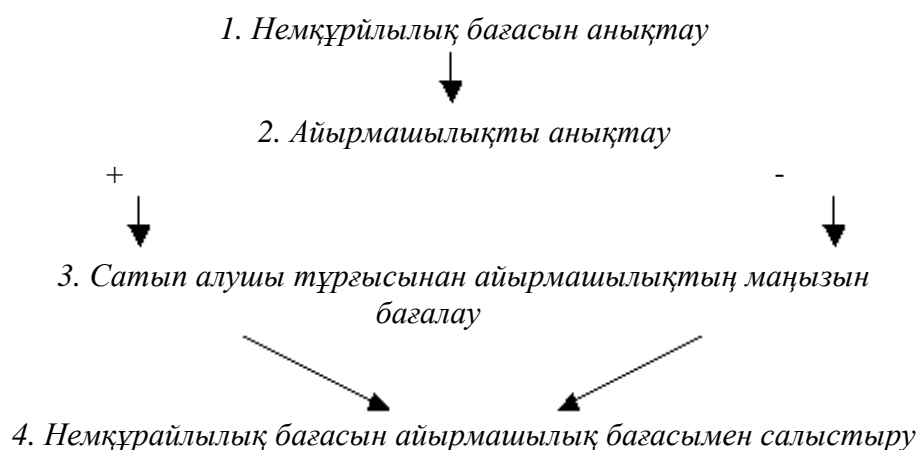 1. Немқұрйлылық бағасын анықтау
2. Айырмашылықты анықтау
+ -
3. Сатып алушы тұрғысынан айырмашылықтың маңызын
бағалау
4. Немқұрайлылық бағасын айырмашылық бағасымен салыстыру